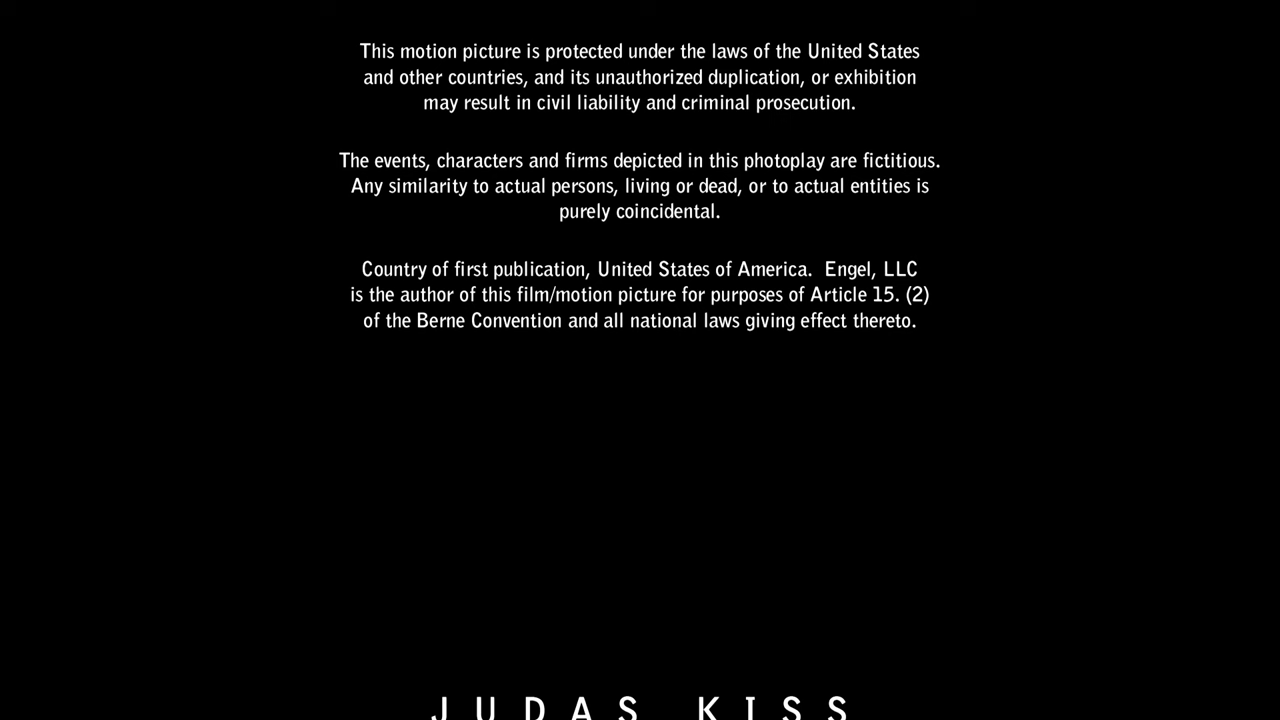 This motion picture is protected under the laws of the United States
and other countries, and its unauthorized duplication, or exhibition
may result in civil liability and criminal prosecution.
The events, characters and firms depicted in this photoplay are fictitious.
Any similarity to actual persons, living or dead, or to actual entities is
purely coincidental.
Country of first publication, United States of America.  Engel, LLC
is the author of this film/motion picture for purposes of Article 15. (2)
of the Berne Convention and all national laws giving effect thereto.
JUDAS KISS